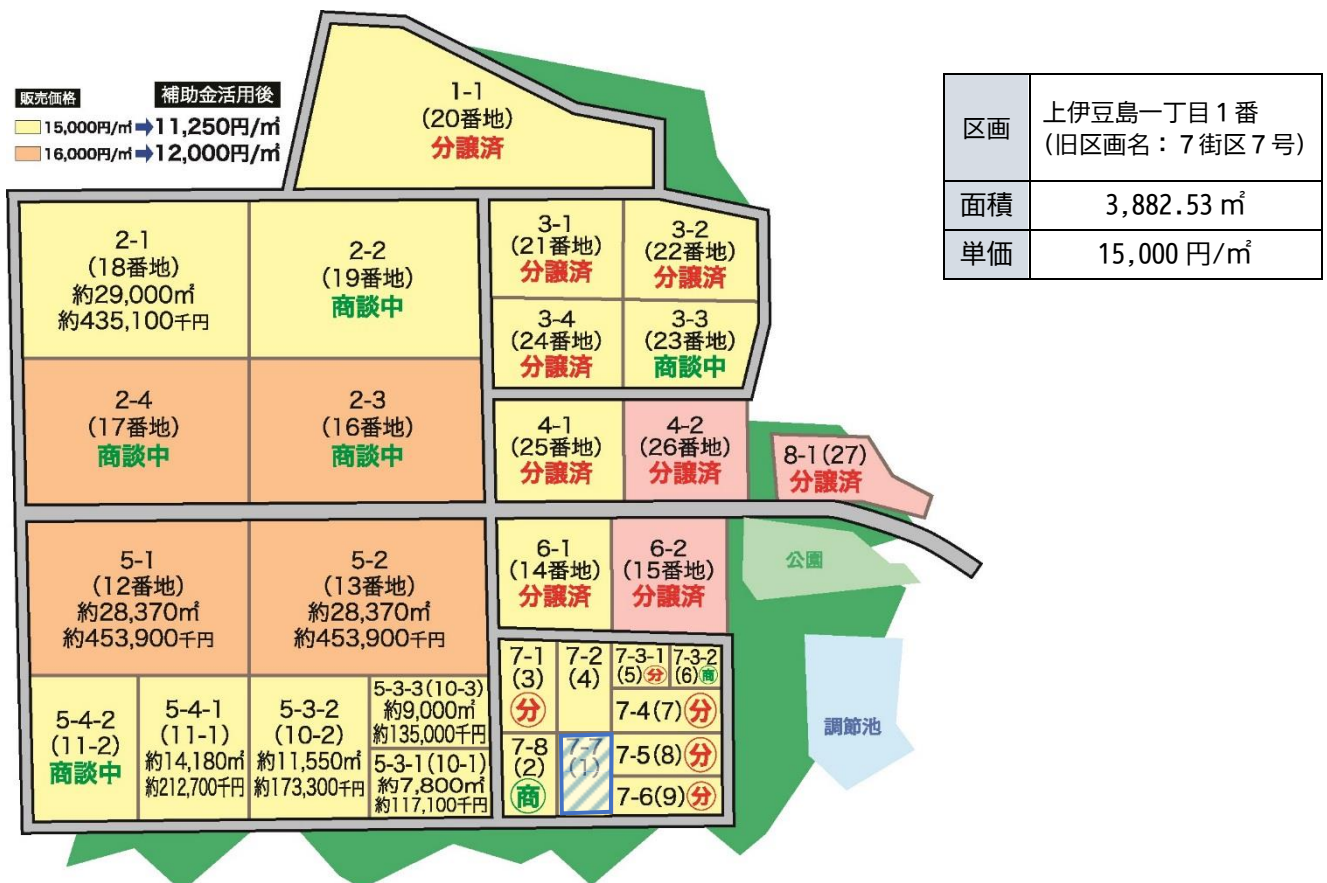 販売価格 補助金活用後
15,000円/㎡➡11,250円/㎡
16,000円/㎡➡12,000円/㎡
1-1
(20番地)
分譲済
2-1
(18番地)
約29,000㎡
約435,100千円
2-2
(19番地)
商談中
3-1
(21番地)
分譲済
3-2
(22番地)
分譲済
3-4
(24番地)
分譲済
3-3
(23番地)
商談中
2-4
(17番地)
商談中
2-3
(16番地)
商談中
4-1
(25番地)
分譲済
4-2
(26番地)
分譲済
8-1(27)
分譲済
5-1
(12番地)
約28,370㎡
約453,900千円
5-2
(13番地)
約28,370㎡
約453,900千円
6-1
(14番地)
分譲済
6-2
(15番地)
分譲済
公園
調節池
5-4-2
(11-2)
商談中
5-4-1
(11-1)
約14,180㎡
約212,700千円
5-3-2
(10-2)
約11,550㎡
約173,300千円
5-3-3(10-3)
約9,000㎡
約135,000千円
5-3-1(10-1)
約7,800㎡
約117,100千円
7-1
(3)
分
7-2
(4)
7-3-1
(5)分
7-3-2
(6)商
7-4(7)分
7-8
(2)
商
7-7
(1)
7-5(8)分
7-6(9)分
区画 上伊豆島一丁目1番
(旧区画名:7街区7号)
面積 3,882.53 ㎡
単価 15,000 円/㎡